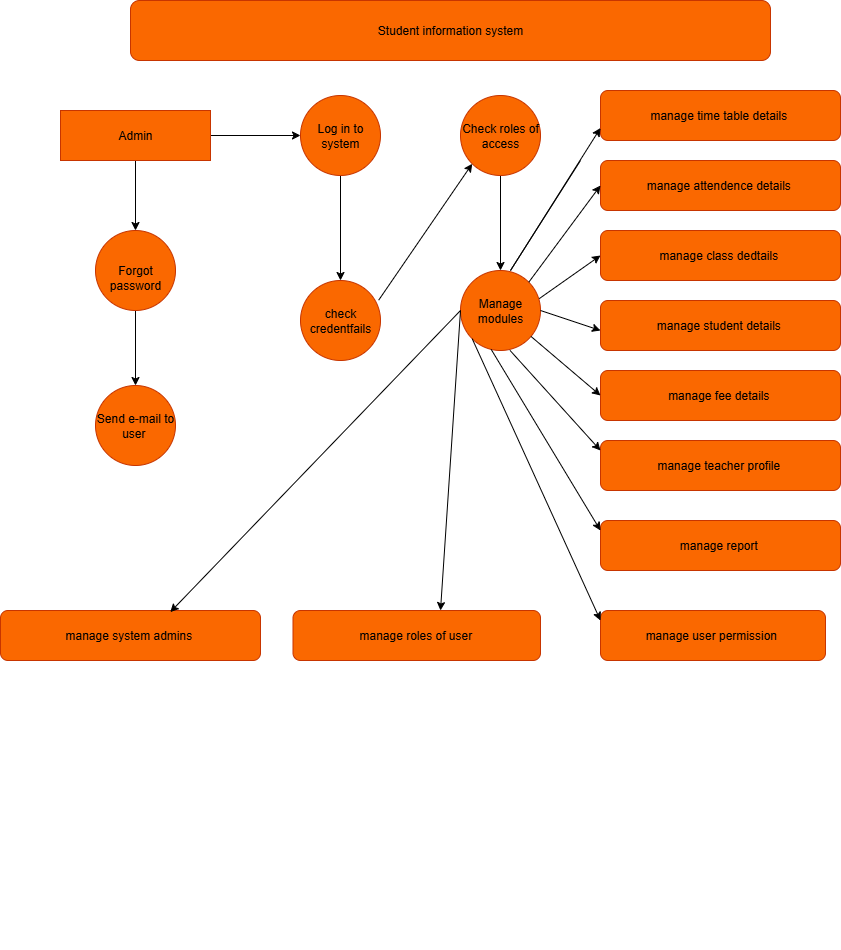 Student information system
Admin
Log in to
system
Check roles of
access
manage time table details
manage attendence details
manage class dedtails
manage student details
manage fee details
manage teacher profile
manage report
Forgot
password
check
credentfails
Manage
modules
Send e-mail to
user
manage system admins
manage roles of user
manage user permission